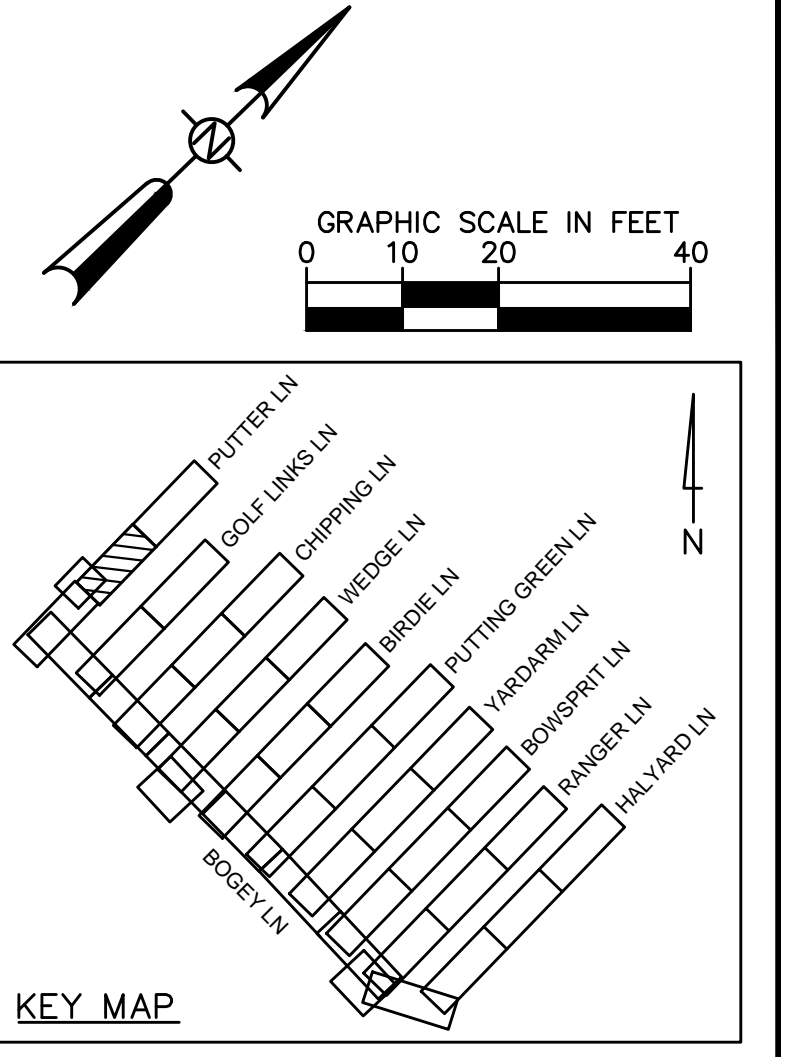 N
GRAPHIC SCALE IN FEET
0 10 20 40
PUTTER LN
GOLF LINKS LN
CHIPPING LN
WEDGE LN
BIRDIE LN
PUTTING GREEN LN
YARDARM LN
BOWSPRIT LN
RANGER LN
HALYARD LN
N
BOGEY LN
KEY MAP